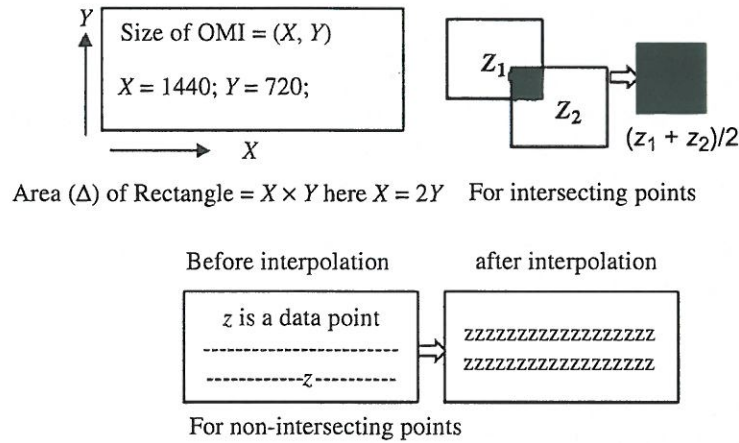 Y
Size of OMI = (X, Y)
X = 1440; Y = 720;
X
Z1
Z2
(z1 + z2)/2
Area (Δ) of Rectangle = X × Y here X = 2Y
For intersecting points
Before interpolation
after interpolation
z is a data point
------------------------
------------z----------
zzzzzzzzzzzzzzzzzz
zzzzzzzzzzzzzzzzzz
For non-intersecting points